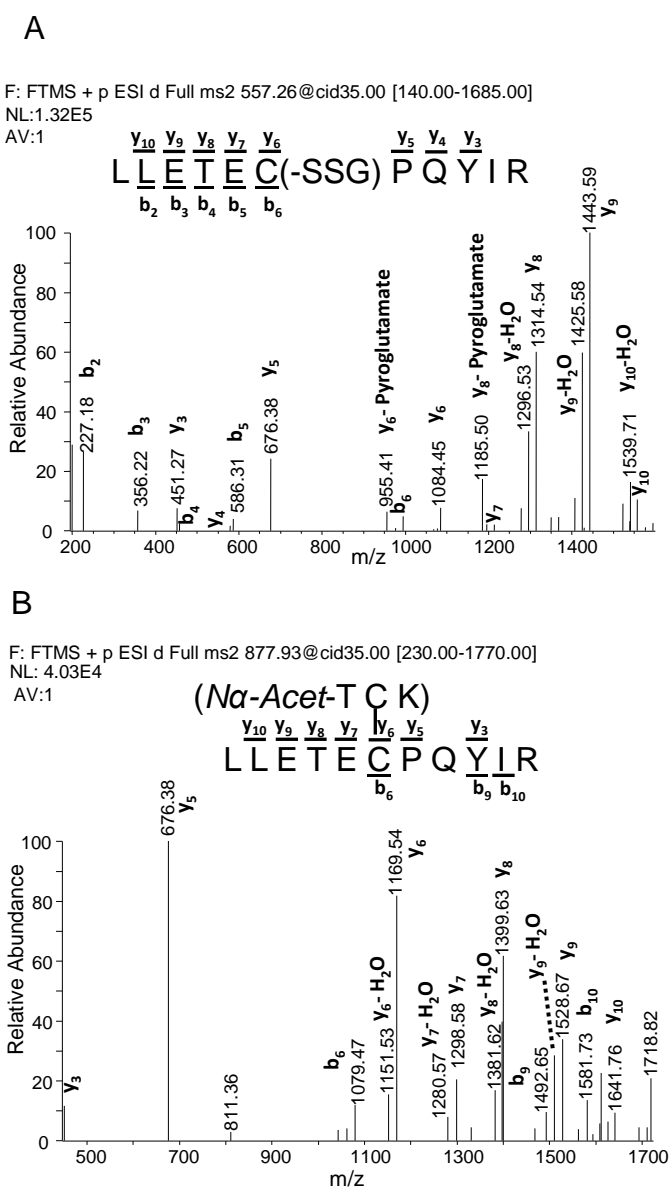 A
F: FTMS + p ESI d Full ms2 557.26@cid35.00 [140.00-1685.00]
NL:1.32E5
AV:1
y10 y9 y8 y7 y6 y5 y4 y3
L L E T E C(-SSG) P Q Y I R
b2 b3 b4 b5 b6
Relative Abundance
100
80
60
40
20
0
227.18 b2
356.22 b3
451.27 y3
b4
y4
586.31 b5
676.38 y5
955.41 y6- Pyroglutamate
b6
1084.45 y6
1185.50 y8- Pyroglutamate
y7
1296.53 y8-H2O
1314.54 y8
1425.58 y9-H2O
1443.59 y9
1539.71 y10-H2O
y10
200 400 600 800 1000 1200 1400
m/z
B
F: FTMS + p ESI d Full ms2 877.93@cid35.00 [230.00-1770.00]
NL: 4.03E4
AV:1
(Nα-Acet-T C K)
y10 y9 y8 y7 y6 y5 y3
L L E T E C P Q Y I R
b6 b9 b10
Relative Abundance
100
80
60
40
20
0
y3
676.38 y5
811.36
1079.47 b6
1151.53 y6- H2O
1169.54 y6
1280.57 y7- H2O
1298.58 y7
1381.62 y8- H2O
1399.63 y8
1492.65 b9
y9- H2O
1528.67 y9
1581.73 b10
1641.76 y10
1718.82
500 700 900 1100 1300 1500 1700
m/z